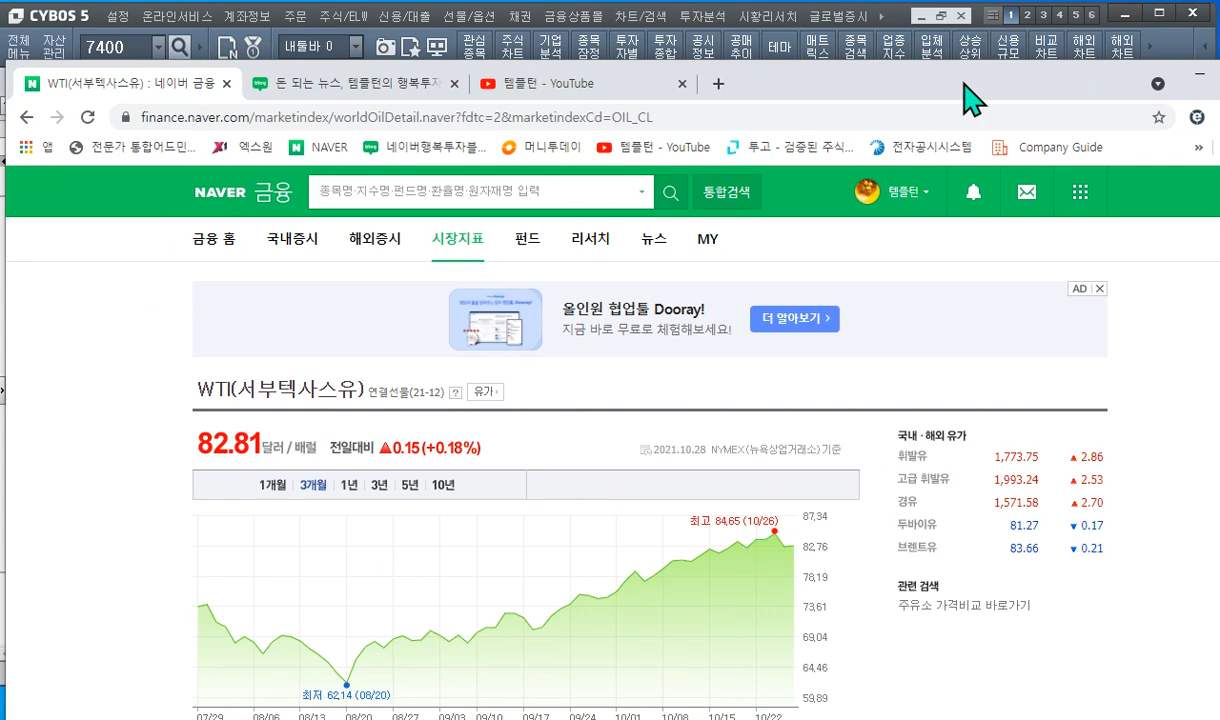 CYBOS 5 설정 온라인서비스 계좌정보 주문 주식/ELW 신용/대출 선물/옵션 채권 금융상품몰 차트/검색 투자분석 시황리서치 글로벌증시 1 2 3 4 5 6
전체메뉴 자산관리 7400 내툴바 0 관심종목 주식차트 기업분석 종목잠정 투자자별 투자종합 공시정보 공매추이 테마 매트릭스 종목검색 업종지수 입체분석 상승상위 신용규모 비교차트 해외차트 해외차트
WTI(서부텍사스유) : 네이버 금융 돈 되는 뉴스, 템플턴의 행복투자 템플턴 - YouTube
finance.naver.com/marketindex/worldOilDetail.naver?fdtc=2&marketindexCd=OIL_CL
앱 전문가 통합어드민... 엑스원 NAVER 네이버행복투자블... 머니투데이 템플턴 - YouTube 투고 - 검증된 주식... 전자공시시스템 Company Guide
NAVER 금융 종목명·지수명·펀드명·환율명·원자재명 입력 통합검색 템플턴
금융 홈 국내증시 해외증시 시장지표 펀드 리서치 뉴스 MY
AD
올인원 협업툴 Dooray!
지금 바로 무료로 체험해보세요!
더 알아보기
WTI(서부텍사스유) 연결선물(21-12) ? 유가
82.81 달러 / 배럴 전일대비 ▲0.15(+0.18%) 2021.10.28 NYMEX(뉴욕상업거래소)기준
1개월 3개월 1년 3년 5년 10년
최고 84,65 (10/26)
최저 62,14 (08/20)
87,34
82,76
78,19
73,61
69,04
64,46
59,89
07/29 08/06 08/13 08/20 08/27 09/03 09/10 09/17 09/24 10/01 10/08 10/15 10/22
국내·해외 유가
휘발유 1,773.75 ▲ 2.86
고급 휘발유 1,993.24 ▲ 2.53
경유 1,571.58 ▲ 2.70
두바이유 81.27 ▼ 0.17
브렌트유 83.66 ▼ 0.21
관련 검색
주유소 가격비교 바로가기